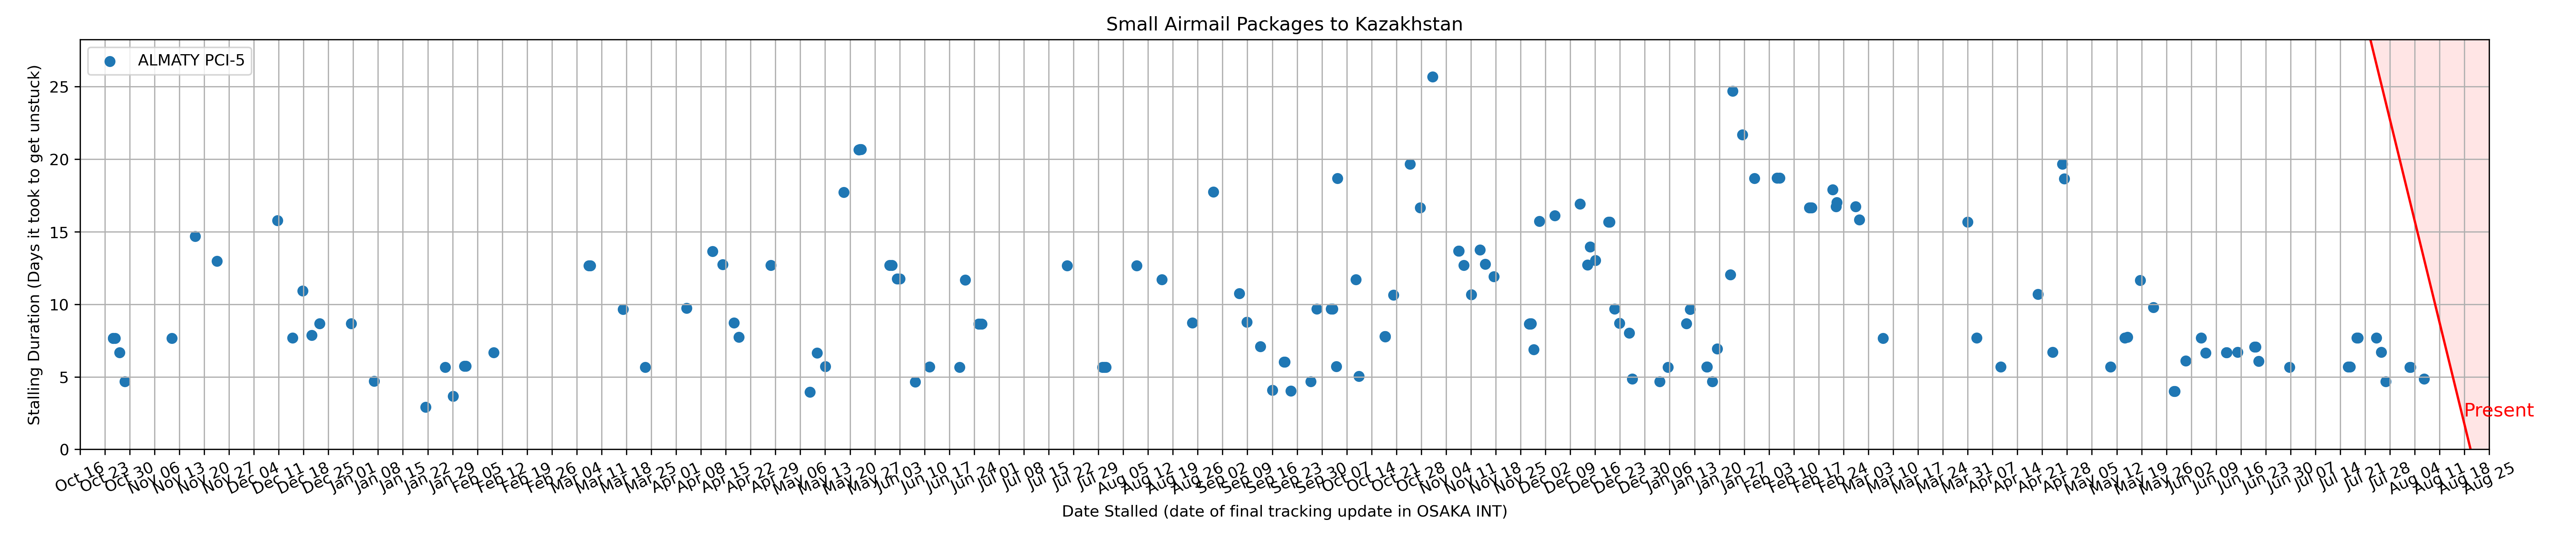 Small Airmail Packages to Kazakhstan
ALMATY PCI-5
Stalling Duration (Days it took to get unstuck)
25
20
15
10
5
0
Present
Oct 16
Oct 23
Oct 30
Nov 06
Nov 13
Nov 20
Nov 27
Dec 04
Dec 11
Dec 18
Dec 25
Jan 01
Jan 08
Jan 15
Jan 22
Jan 29
Feb 05
Feb 12
Feb 19
Feb 26
Mar 04
Mar 11
Mar 18
Mar 25
Apr 01
Apr 08
Apr 15
Apr 22
Apr 29
May 06
May 13
May 20
May 27
Jun 03
Jun 10
Jun 17
Jun 24
Jul 01
Jul 08
Jul 15
Jul 22
Jul 29
Aug 05
Aug 12
Aug 19
Aug 26
Sep 02
Sep 09
Sep 16
Sep 23
Sep 30
Oct 07
Oct 14
Oct 21
Oct 28
Nov 04
Nov 11
Nov 18
Nov 25
Dec 02
Dec 09
Dec 16
Dec 23
Dec 30
Jan 06
Jan 13
Jan 20
Jan 27
Feb 03
Feb 10
Feb 17
Feb 24
Mar 03
Mar 10
Mar 17
Mar 24
Mar 31
Apr 07
Apr 14
Apr 21
Apr 28
May 05
May 12
May 19
May 26
Jun 02
Jun 09
Jun 16
Jun 23
Jun 30
Jul 07
Jul 14
Jul 21
Jul 28
Aug 04
Aug 11
Aug 18
Aug 25
Date Stalled (date of final tracking update in OSAKA INT)